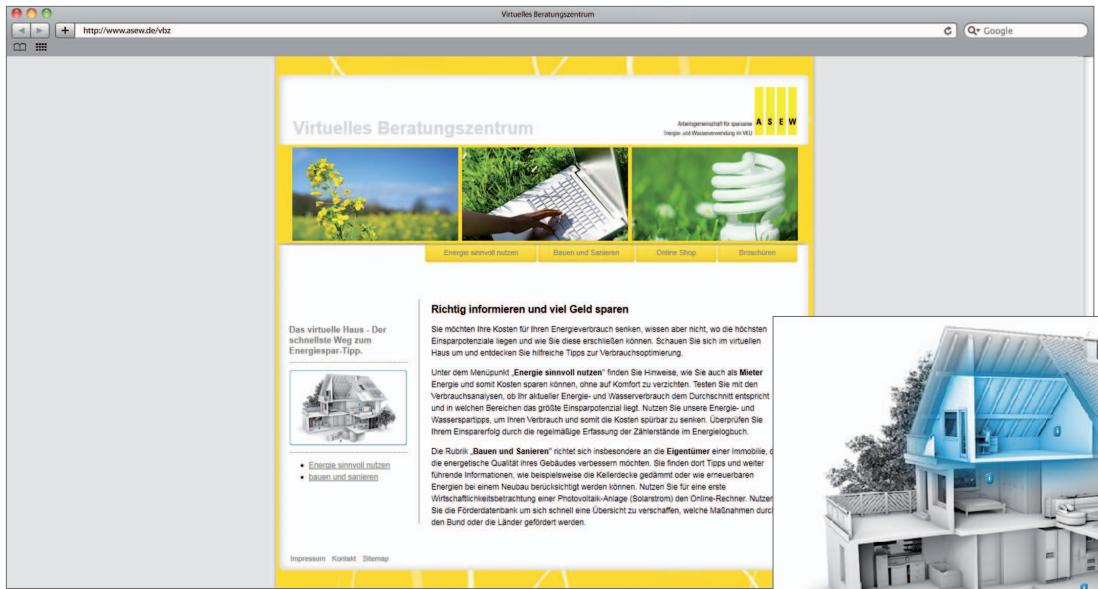 Virtuelles Beratungszentrum
http://www.asew.de/vbz
Google
Virtuelles Beratungszentrum
Arbeitsgemeinschaft für sparsame
Energie- und Wasserverwendung im VKU
A S E W
Energie sinnvoll nutzen
Bauen und Sanieren
Online Shop
Broschüren
Das virtuelle Haus - Der
schnellste Weg zum
Energiespar-Tipp.
Energie sinnvoll nutzen
bauen und sanieren
Richtig informieren und viel Geld sparen
Sie möchten Ihre Kosten für Ihren Energieverbrauch senken, wissen aber nicht, wo die höchsten
Einsparpotenziale liegen und wie Sie diese erschließen können. Schauen Sie sich im virtuellen
Haus um und entdecken Sie hilfreiche Tipps zur Verbrauchsoptimierung.
Unter dem Menüpunkt „Energie sinnvoll nutzen" finden Sie Hinweise, wie Sie auch als Mieter
Energie und somit Kosten sparen können, ohne auf Komfort zu verzichten. Testen Sie mit den
Verbrauchsanalysen, ob Ihr aktueller Energie- und Wasserverbrauch dem Durchschnitt entspricht
und in welchen Bereichen das größte Einsparpotenzial liegt. Nutzen Sie unsere Energie- und
Wasserspartipps, um Ihren Verbrauch und somit die Kosten spürbar zu senken. Überprüfen Sie
Ihrem Einsparerfolg durch die regelmäßige Erfassung der Zählerstände im Energielogbuch.
Die Rubrik „Bauen und Sanieren" richtet sich insbesondere an die Eigentümer einer Immobilie,
die energetische Qualität ihres Gebäudes verbessern möchten. Sie finden dort Tipps und weiter
führende Informationen, wie beispielsweise die Kellerdecke gedämmt oder wie erneuerbaren
Energien bei einem Neubau berücksichtigt werden können. Nutzen Sie für eine erste
Wirtschaftlichkeitsbetrachtung einer Photovoltaik-Anlage (Solarstrom) den Online-Rechner. Nutzen
Sie die Förderdatenbank um sich schnell eine Übersicht zu verschaffen, welche Maßnahmen durc
den Bund oder die Länder gefördert werden.
Impressum Kontakt Sitemap